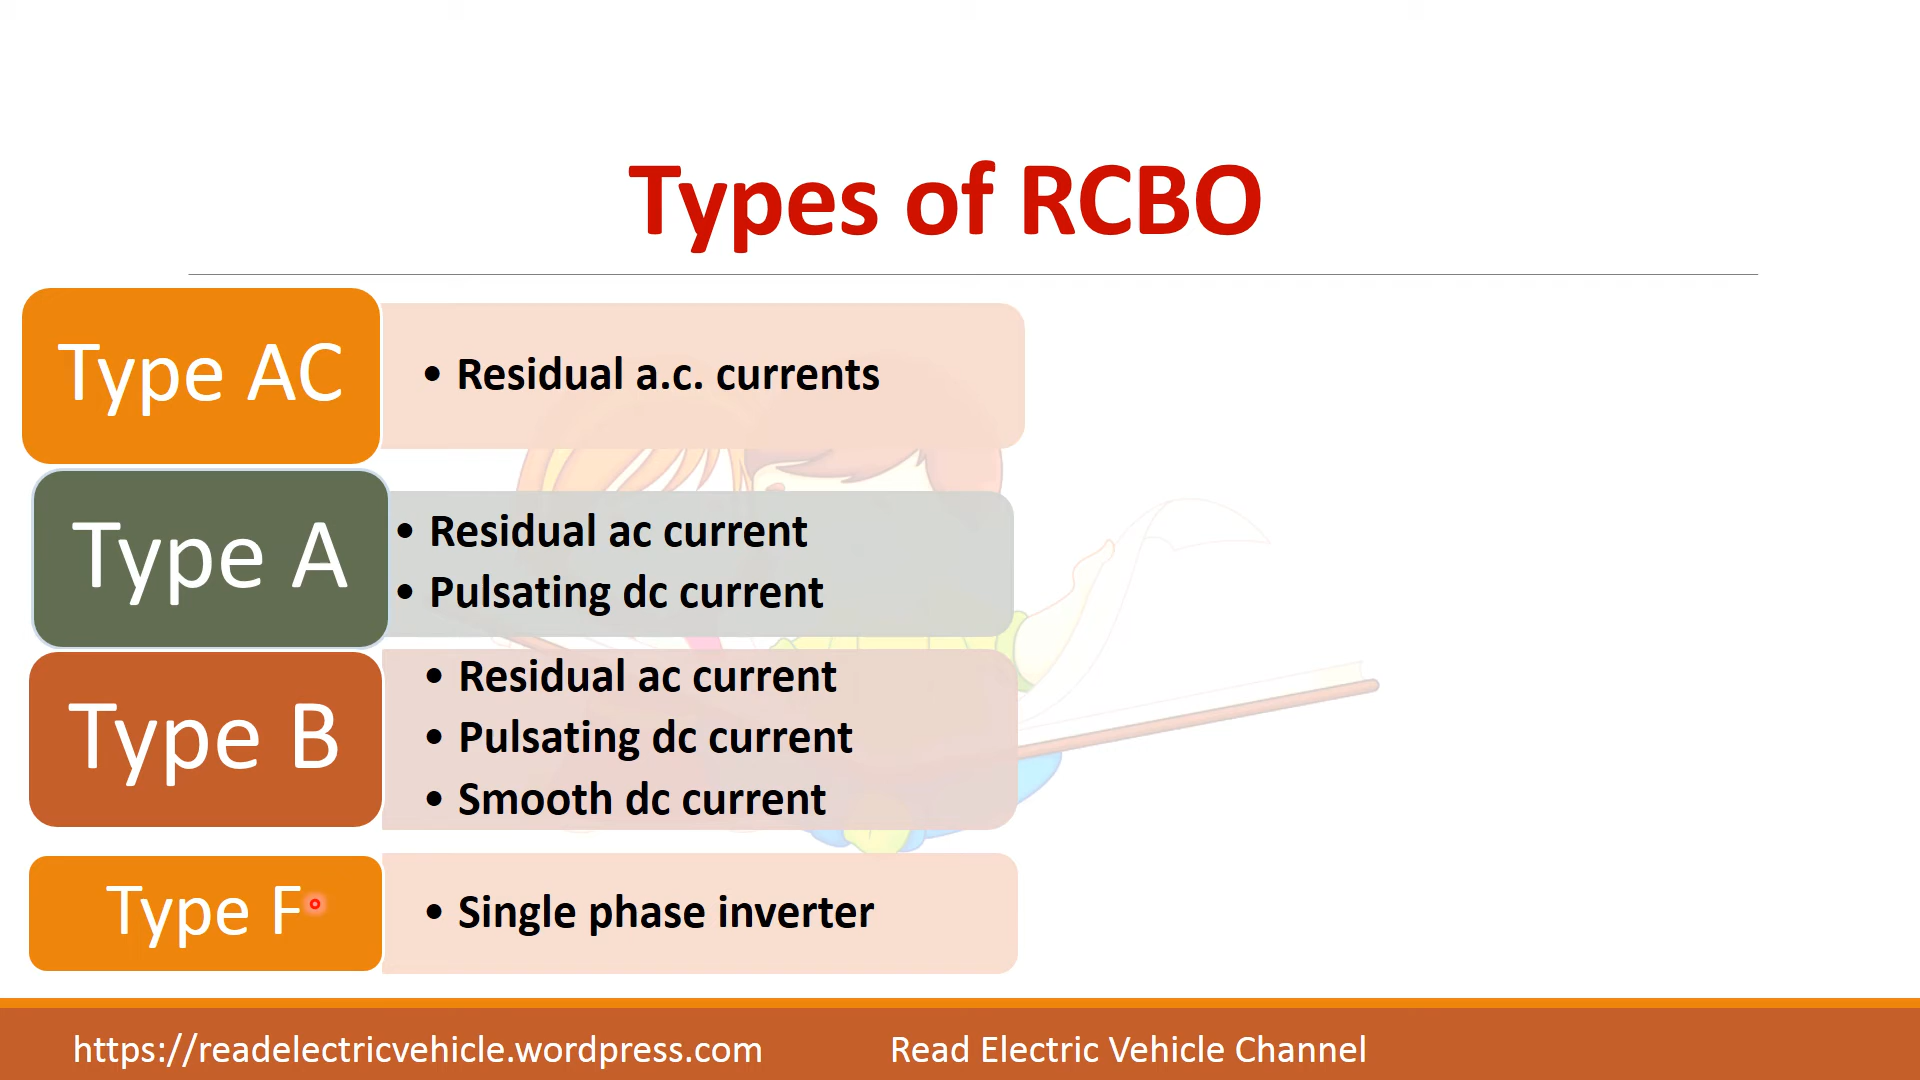 Types of RCBO
Type AC
• Residual a.c. currents
Type A
• Residual ac current
• Pulsating dc current
Type B
• Residual ac current
• Pulsating dc current
• Smooth dc current
Type F
• Single phase inverter
https://readelectricvehicle.wordpress.com
Read Electric Vehicle Channel